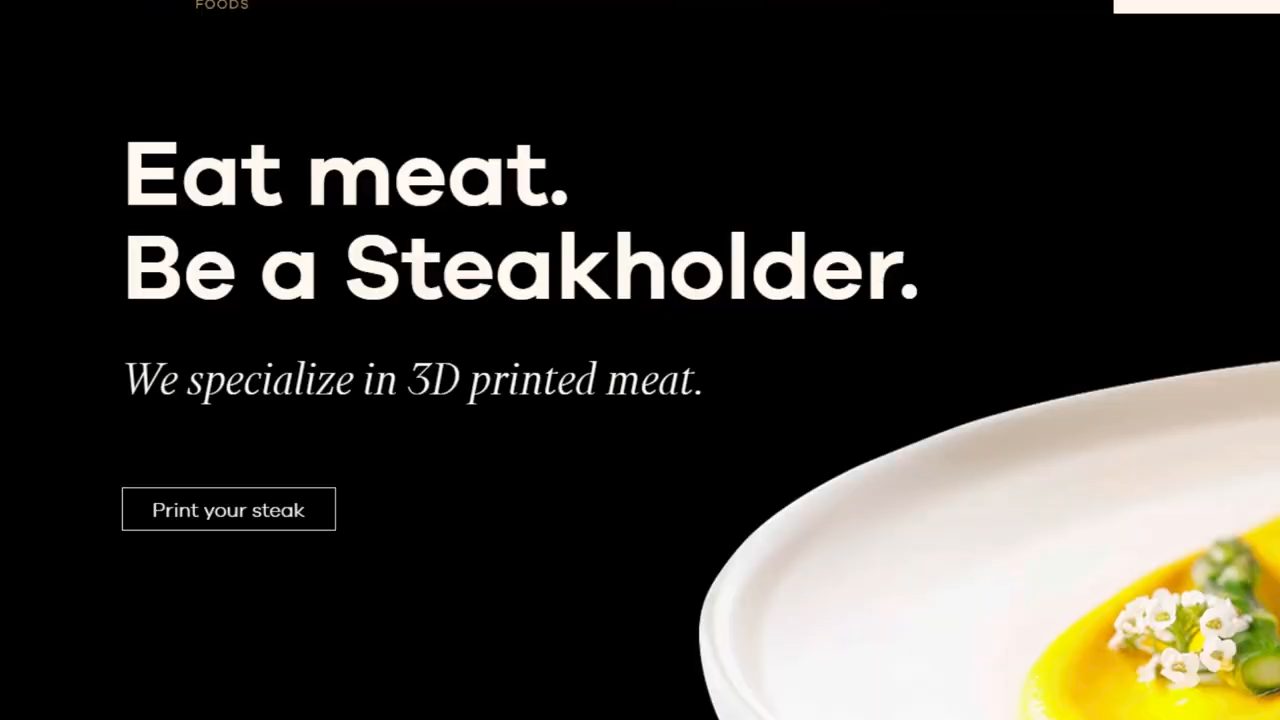 FOODS
Eat meat.
Be a Steakholder.
We specialize in 3D printed meat.
Print your steak